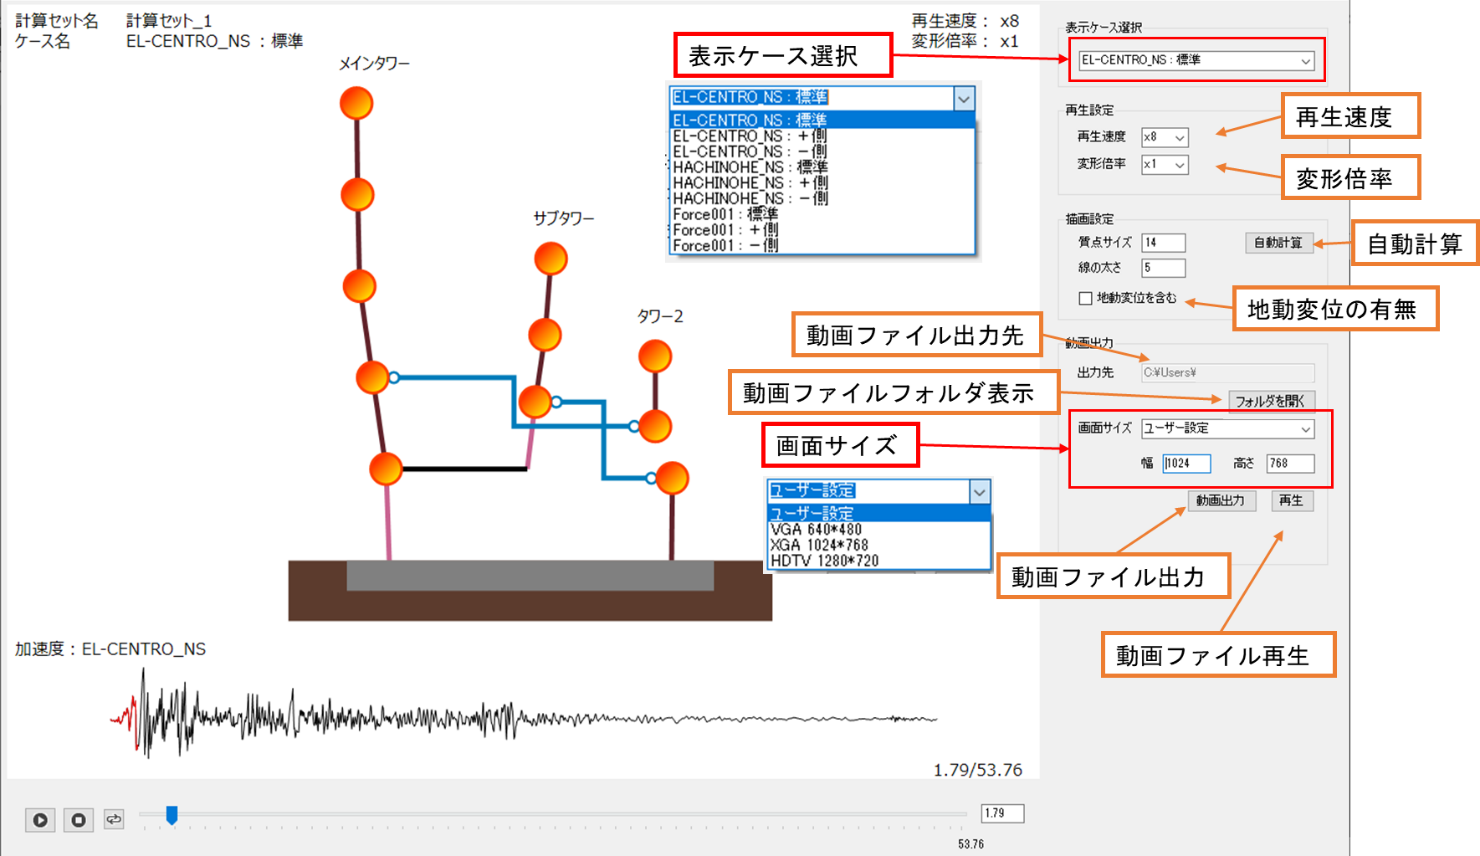 計算セット名 計算セット_1
ケース名 EL-CENTRO_NS : 標準
再生速度： x8
変形倍率： x1
メインタワー
サブタワー
タワー2
表示ケース選択
EL-CENTRO_NS : 標準
EL-CENTRO_NS : 標準
EL-CENTRO_NS : +側
EL-CENTRO_NS : -側
HACHINOHE_NS : 標準
HACHINOHE_NS : +側
HACHINOHE_NS : -側
Force001 : 標準
Force001 : +側
Force001 : -側
表示ケース選択
EL-CENTRO_NS : 標準
再生設定
再生速度 x8
変形倍率 x1
再生速度
変形倍率
描画設定
質点サイズ 14
線の太さ 5
自動計算
自動計算
地動変位を含む
地動変位の有無
動画ファイル出力先
動画出力
出力先 C:¥Users¥
動画ファイルフォルダ表示
フォルダを開く
画面サイズ
画面サイズ ユーザー設定
幅 1024 高さ 768
ユーザー設定
ユーザー設定
VGA 640*480
XGA 1024*768
HDTV 1280*720
動画出力 再生
動画ファイル出力
動画ファイル再生
加速度：EL-CENTRO_NS
1.79/53.76
1.79
53.76